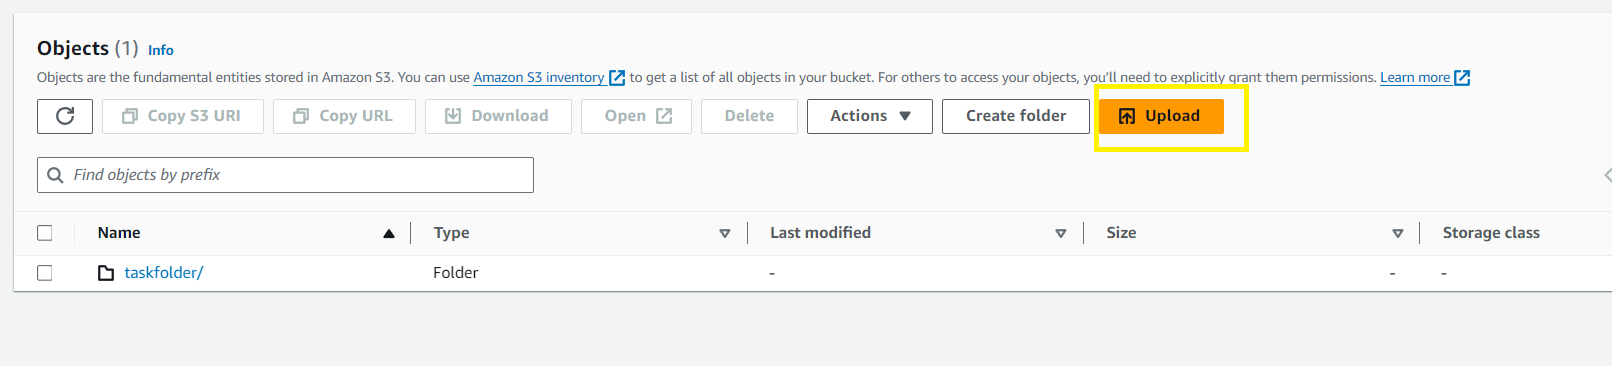 Objects (1) Info
Objects are the fundamental entities stored in Amazon S3. You can use Amazon S3 inventory to get a list of all objects in your bucket. For others to access your objects, you'll need to explicitly grant them permissions. Learn more
Copy S3 URI Copy URL Download Open Delete Actions Create folder Upload
Find objects by prefix
Name Type Last modified Size Storage class
taskfolder/ Folder - - -